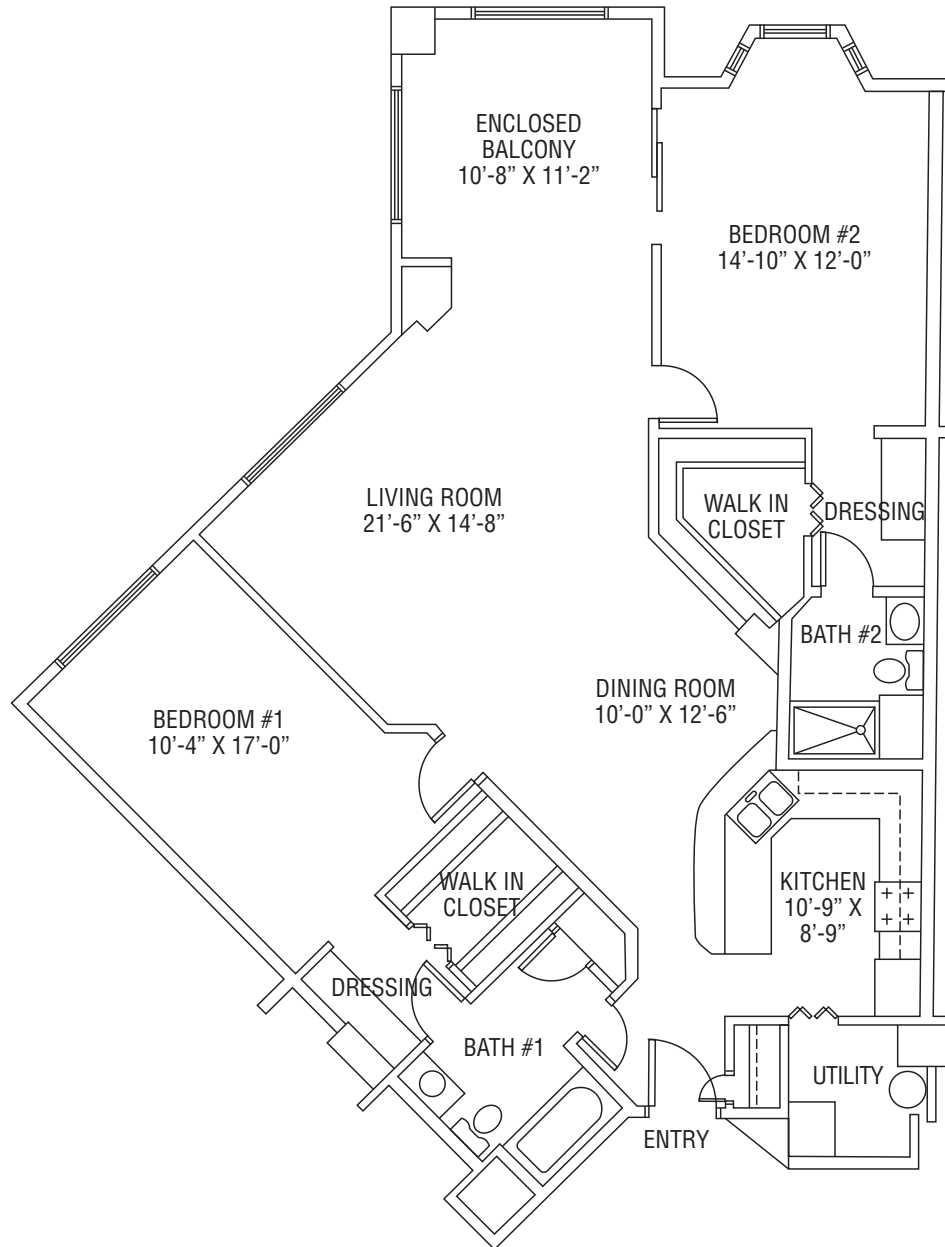 ENCLOSED
BALCONY
10’-8” X 11’-2”
BEDROOM #2
14’-10” X 12’-0”
LIVING ROOM
21’-6” X 14’-8”
WALK IN
CLOSET
DRESSING
BATH #2
DINING ROOM
10’-0” X 12’-6”
BEDROOM #1
10’-4” X 17’-0”
WALK IN
CLOSET
KITCHEN
10’-9” X
8’-9”
DRESSING
BATH #1
UTILITY
ENTRY